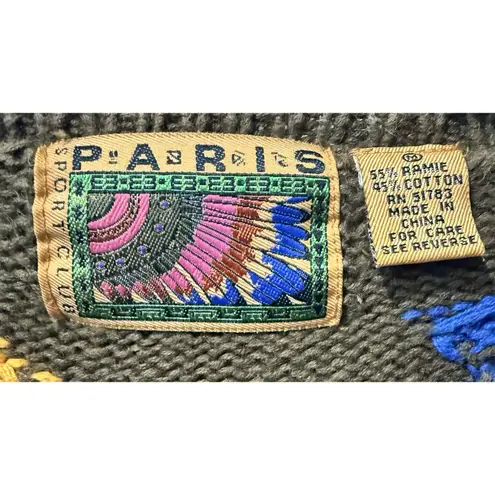 PARIS
SPORT CLUB
M
55% RAMIE
45% COTTON
RN 51783
MADE IN
CHINA
FOR CARE
SEE REVERSE